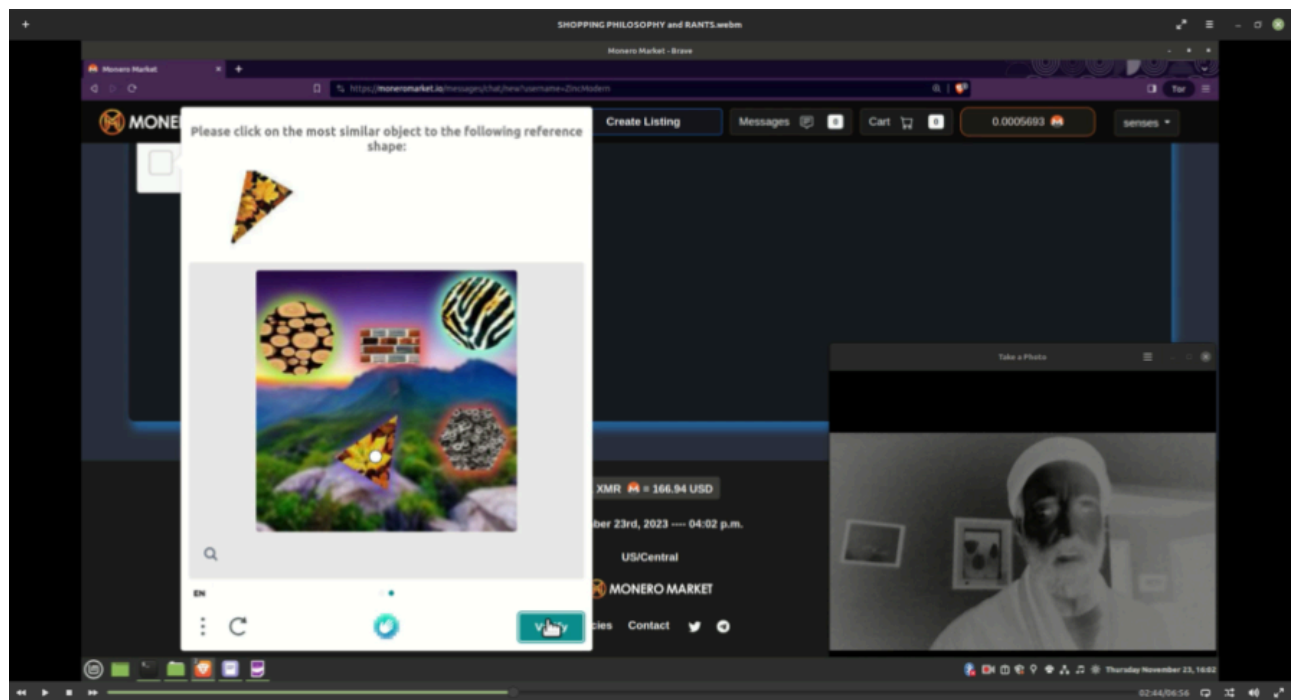 SHOPPING PHILOSOPHY and RANTS.webm
Monero Market - Brave
Monero Market
https://moneromarket.io/messages/chat/new?username=ZincModern
Tor
MONE
Create Listing
Messages
0
Cart
0
0.0005693
senses
Please click on the most similar object to the following reference
shape:
Take a Photo
XMR = 166.94 USD
ber 23rd, 2023 ---- 04:02 p.m.
US/Central
EN
MONERO MARKET
cies Contact
Thursday November 23, 16:02
02:44/06:56